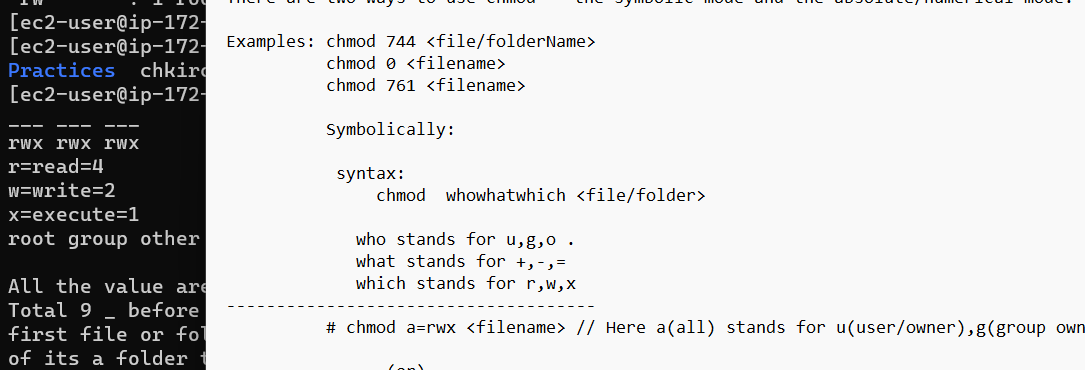 [ec2-user@ip-172-
[ec2-user@ip-172-
Practices chkirc
[ec2-user@ip-172-
___ ___ ___
rwx rwx rwx
r=read=4
w=write=2
x=execute=1
root group other
All the value are
Total 9 _ before
first file or fol
of its a folder t
There are two ways to use chmod the symbolic mode and the absolute/numerical mode.
Examples: chmod 744 <file/folderName>
chmod 0 <filename>
chmod 761 <filename>
Symbolically:
syntax:
chmod whowhatwhich <file/folder>
who stands for u,g,o .
what stands for +,-,=
which stands for r,w,x
-----------------------------------
# chmod a=rwx <filename> // Here a(all) stands for u(user/owner),g(group own
(or)